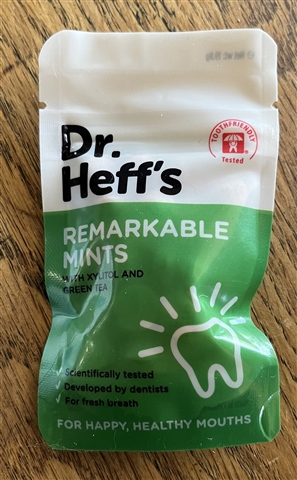 Dr.
Heff's
TOOTHFRIENDLY
Tested
REMARKABLE
MINTS
WITH XYLITOL AND
GREEN TEA
Scientifically tested
Developed by dentists
For fresh breath
FOR HAPPY, HEALTHY MOUTHS